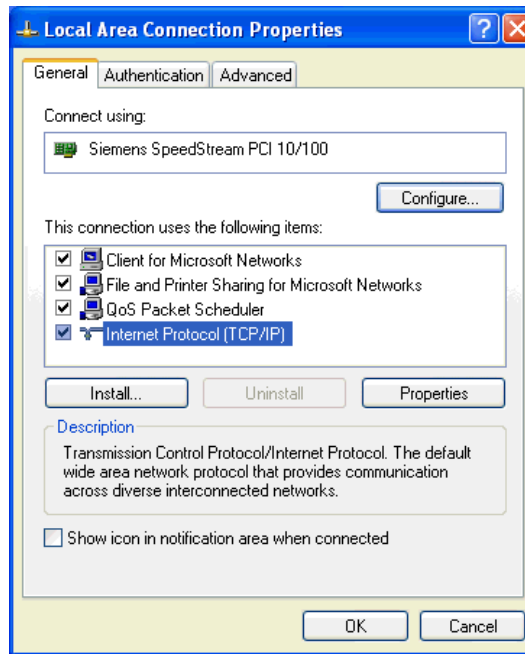 Local Area Connection Properties
General Authentication Advanced
Connect using:
Siemens SpeedStream PCI 10/100
Configure...
This connection uses the following items:
Client for Microsoft Networks
File and Printer Sharing for Microsoft Networks
QoS Packet Scheduler
Internet Protocol (TCP/IP)
Install... Uninstall Properties
Description
Transmission Control Protocol/Internet Protocol. The default
wide area network protocol that provides communication
across diverse interconnected networks.
Show icon in notification area when connected
OK Cancel